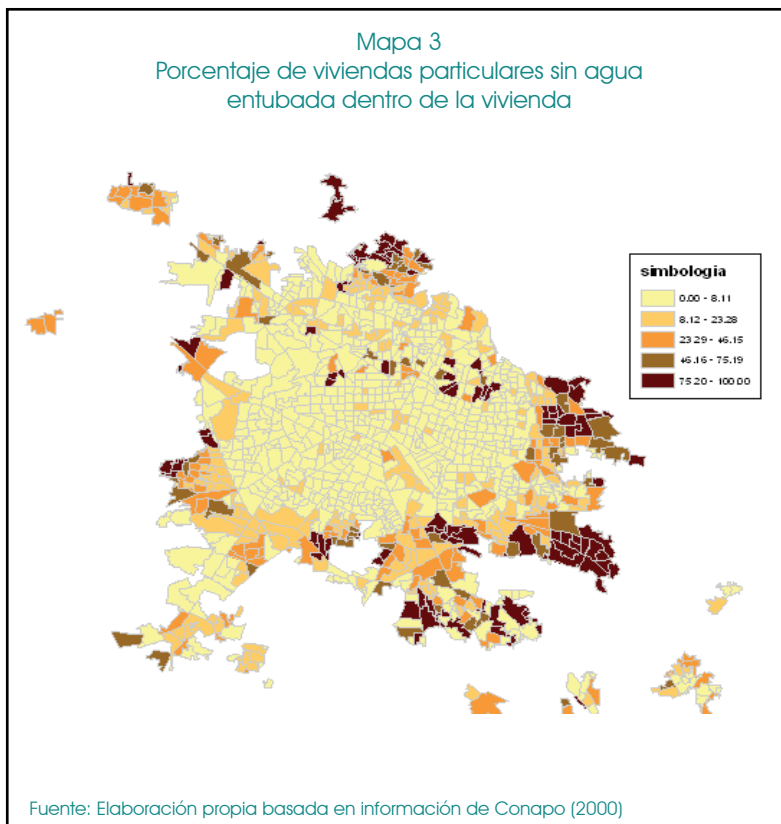 Mapa 3
Porcentaje de viviendas particulares sin agua
entubada dentro de la vivienda
simbologia
0.00 - 8.11
8.12 - 23.28
23.29 - 46.15
46.16 - 75.19
75.20 - 100.00
Fuente: Elaboración propia basada en información de Conapo (2000)